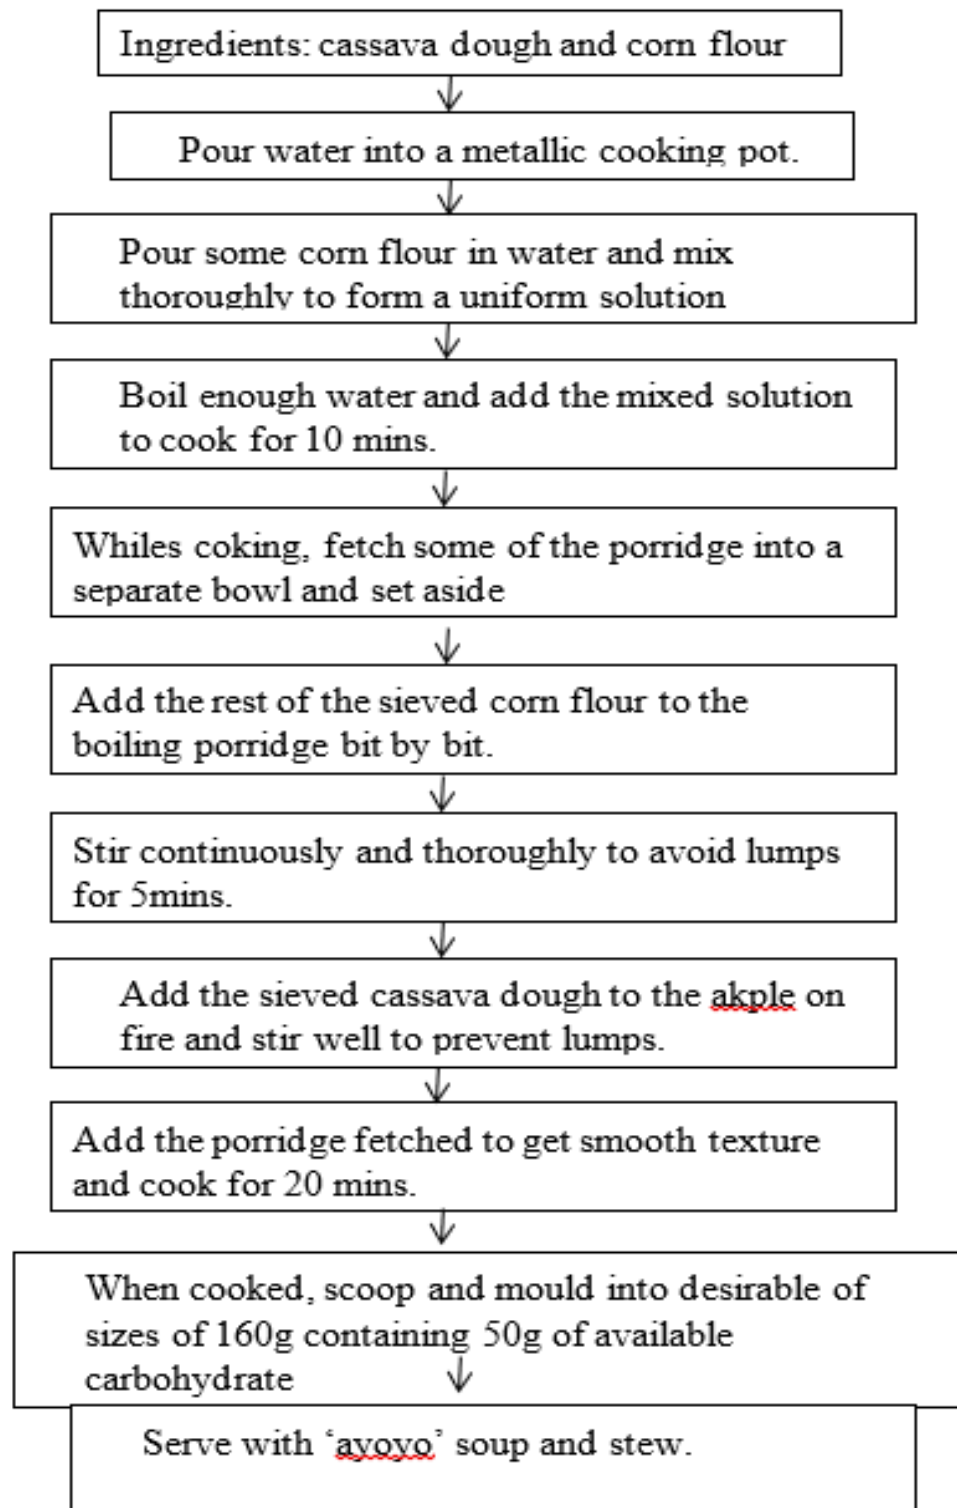 Ingredients: cassava dough and corn flour
Pour water into a metallic cooking pot.
Pour some corn flour in water and mix
thoroughly to form a uniform solution
Boil enough water and add the mixed solution
to cook for 10 mins.
Whiles coking, fetch some of the porridge into a
separate bowl and set aside
Add the rest of the sieved corn flour to the
boiling porridge bit by bit.
Stir continuously and thoroughly to avoid lumps
for 5mins.
Add the sieved cassava dough to the akple on
fire and stir well to prevent lumps.
Add the porridge fetched to get smooth texture
and cook for 20 mins.
When cooked, scoop and mould into desirable of
sizes of 160g containing 50g of available
carbohydrate
Serve with ‘ayoyo’ soup and stew.